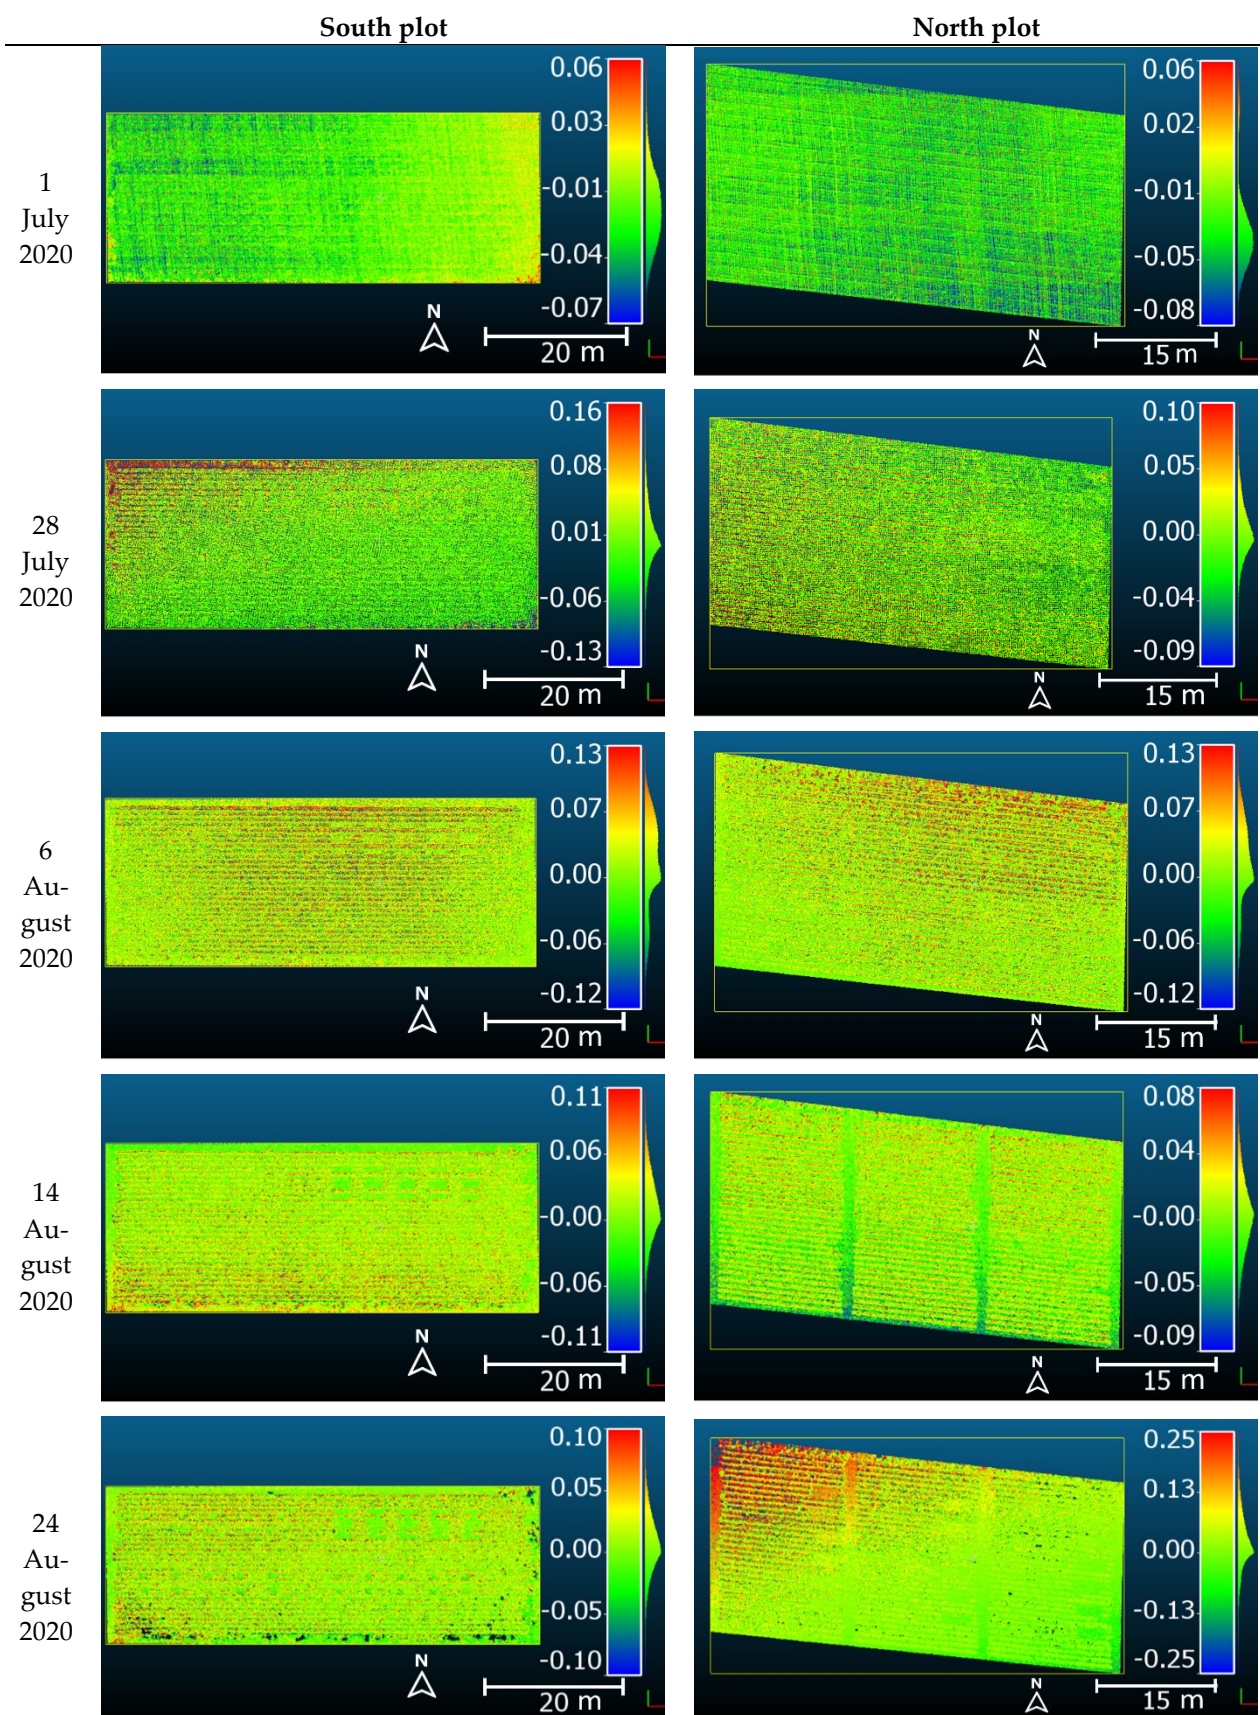 South plot North plot
1
July
2020
0.06
0.03
-0.01
-0.04
-0.07
N
20 m
0.06
0.02
-0.01
-0.05
-0.08
N
15 m
28
July
2020
0.16
0.08
0.01
-0.06
-0.13
N
20 m
0.10
0.05
0.00
-0.04
-0.09
N
15 m
6
Au-
gust
2020
0.13
0.07
0.00
-0.06
-0.12
N
20 m
0.13
0.07
0.00
-0.06
-0.12
N
15 m
14
Au-
gust
2020
0.11
0.06
-0.00
-0.06
-0.11
N
20 m
0.08
0.04
-0.00
-0.05
-0.09
N
15 m
24
Au-
gust
2020
0.10
0.05
0.00
-0.05
-0.10
N
20 m
0.25
0.13
0.00
-0.13
-0.25
N
15 m